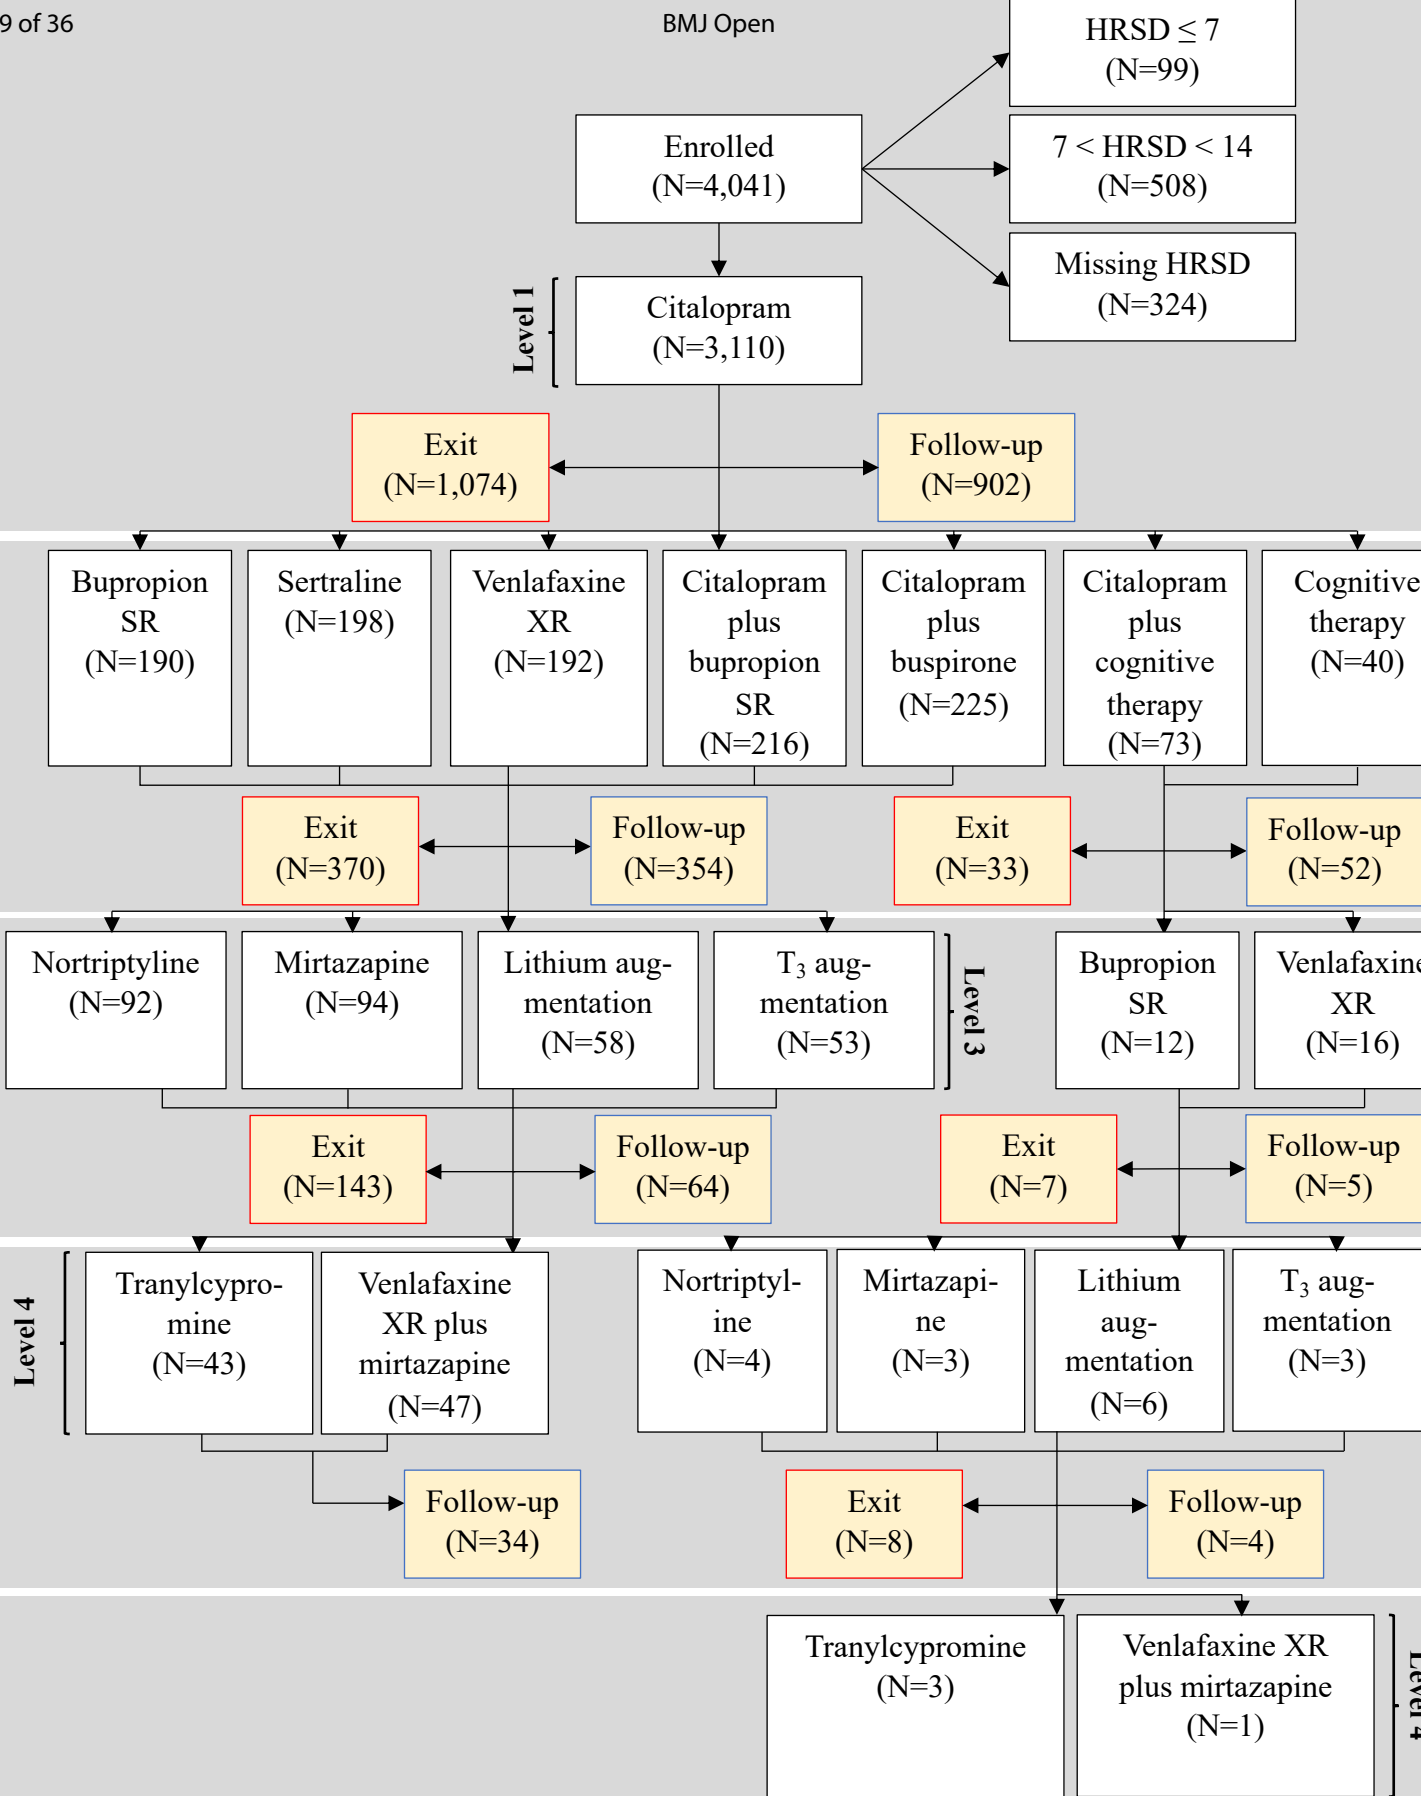 9 of 36
BMJ Open
HRSD ≤ 7
(N=99)
Enrolled
(N=4,041)
7 < HRSD < 14
(N=508)
Missing HRSD
(N=324)
Level 1
Citalopram
(N=3,110)
Exit
(N=1,074)
Follow-up
(N=902)
Bupropion
SR
(N=190)
Sertraline
(N=198)
Venlafaxine
XR
(N=192)
Citalopram
plus
bupropion
SR
(N=216)
Citalopram
plus
buspirone
(N=225)
Citalopram
plus
cognitive
therapy
(N=73)
Cognitive
therapy
(N=40)
Exit
(N=370)
Follow-up
(N=354)
Exit
(N=33)
Follow-up
(N=52)
Nortriptyline
(N=92)
Mirtazapine
(N=94)
Lithium aug-
mentation
(N=58)
T₃ aug-
mentation
(N=53)
Level 3
Bupropion
SR
(N=12)
Venlafaxine
XR
(N=16)
Exit
(N=143)
Follow-up
(N=64)
Exit
(N=7)
Follow-up
(N=5)
Level 4
Tranylcypro-
mine
(N=43)
Venlafaxine
XR plus
mirtazapine
(N=47)
Nortriptyl-
ine
(N=4)
Mirtazapi-
ne
(N=3)
Lithium
aug-
mentation
(N=6)
T₃ aug-
mentation
(N=3)
Follow-up
(N=34)
Exit
(N=8)
Follow-up
(N=4)
Tranylcypromine
(N=3)
Venlafaxine XR
plus mirtazapine
(N=1)
Level 4